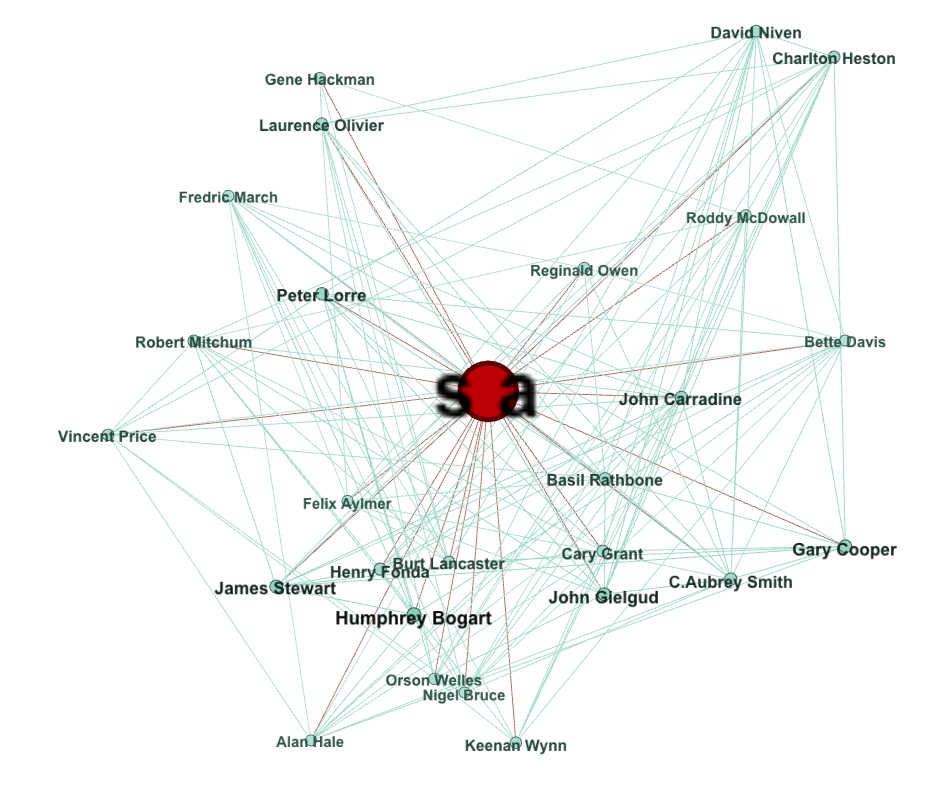 David Niven
Charlton Heston
Gene Hackman
Laurence Olivier
Fredric March
Roddy McDowall
Reginald Owen
Peter Lorre
Robert Mitchum
Bette Davis
s a
John Carradine
Vincent Price
Basil Rathbone
Felix Aylmer
Gary Cooper
Cary Grant
Burt Lancaster
Henry Fonda
C.Aubrey Smith
James Stewart
John Gielgud
Humphrey Bogart
Orson Welles
Nigel Bruce
Alan Hale
Keenan Wynn